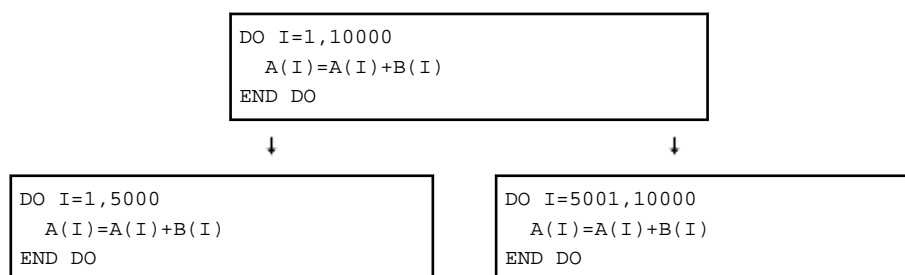 DO I=1,10000
  A(I)=A(I)+B(I)
END DO
DO I=1,5000
  A(I)=A(I)+B(I)
END DO
DO I=5001,10000
  A(I)=A(I)+B(I)
END DO